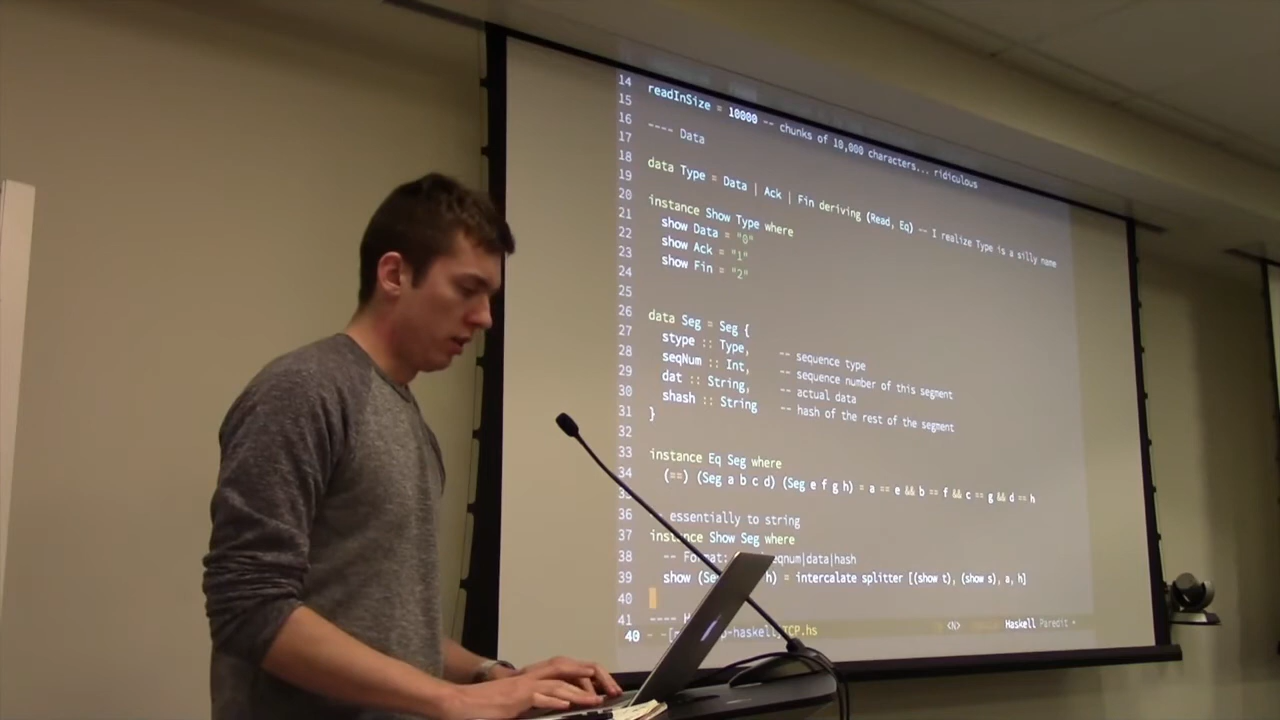 14 readInSize = 10000 -- chunks of 10,000 characters... ridiculous
15
16 ---- Data
17
18 data Type = Data | Ack | Fin deriving (Read, Eq) -- I realize Type is a silly name
19
20 instance Show Type where
21 show Data = "0"
22 show Ack = "1"
23 show Fin = "2"
24
25
26 data Seg = Seg {
27 stype :: Type, -- sequence type
28 seqNum :: Int, -- sequence number of this segment
29 dat :: String, -- actual data
30 shash :: String -- hash of the rest of the segment
31 }
32
33 instance Eq Seg where
34 (==) (Seg a b c d) (Seg e f g h) = a == e && b == f && c == g && d == h
35
36 essentially to string
37 instance Show Seg where
38 -- Format: eqnum|data|hash
39 show (Seg h) = intercalate splitter [(show t), (show s), a, h]
40
41 ----
40 p-haskell/TCP.hs Haskell Paredit